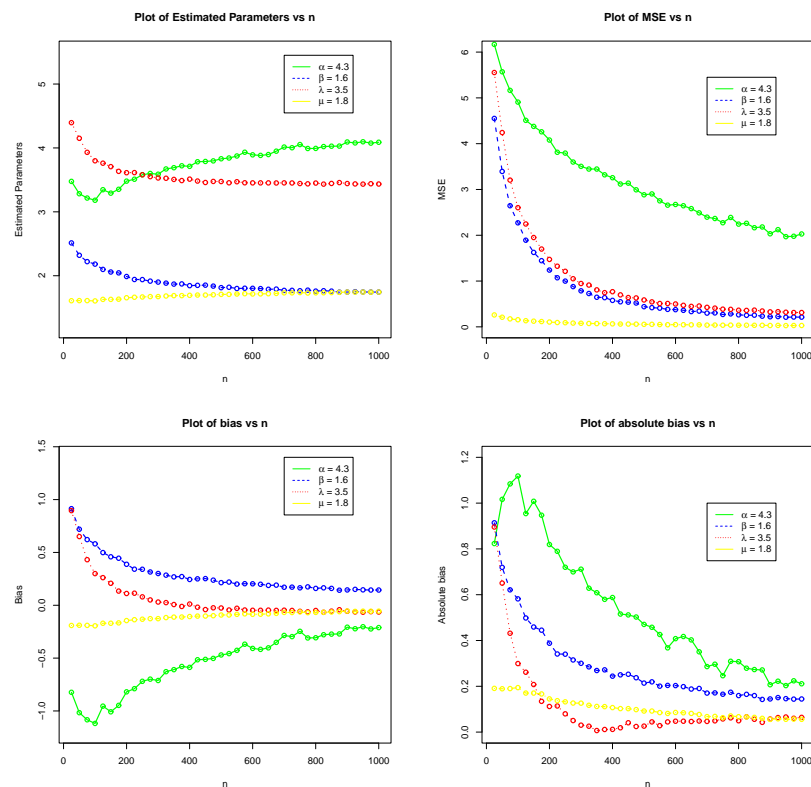 Plot of Estimated Parameters vs n
Estimated Parameters
5
4
3
2
α = 4.3
β = 1.6
λ = 3.5
μ = 1.8
0 200 400 600 800 1000
n
Plot of MSE vs n
MSE
6
5
4
3
2
1
0
α = 4.3
β = 1.6
λ = 3.5
μ = 1.8
0 200 400 600 800 1000
n
Plot of bias vs n
Bias
1.5
1.0
0.5
0.0
−0.5
−1.0
α = 4.3
β = 1.6
λ = 3.5
μ = 1.8
0 200 400 600 800 1000
n
Plot of absolute bias vs n
Absolute bias
1.2
1.0
0.8
0.6
0.4
0.2
0.0
α = 4.3
β = 1.6
λ = 3.5
μ = 1.8
0 200 400 600 800 1000
n